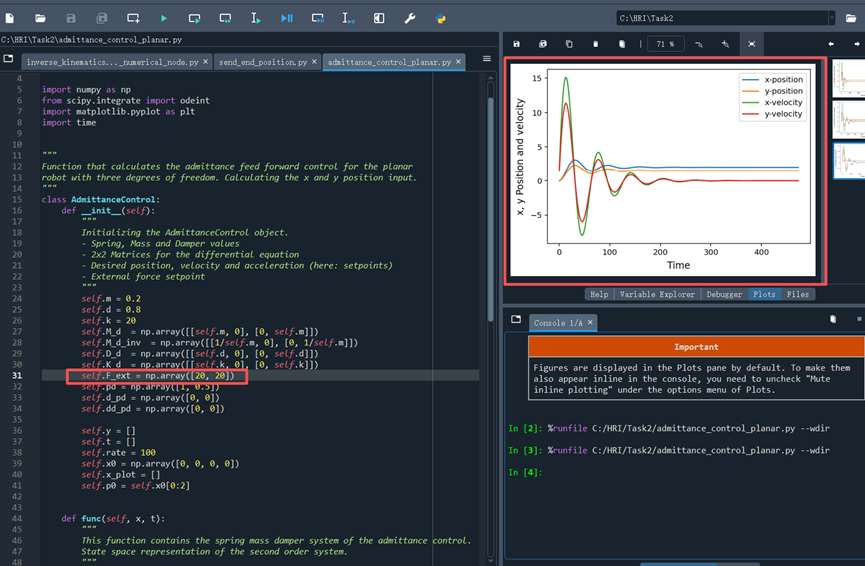 C:\HRI\Task2
C:\HRI\Task2\admittance_control_planar.py
inverse_kinematics..._numerical_node.py ×
send_end_position.py ×
admittance_control_planar.py ×
71 %
4
5 import numpy as np
6 from scipy.integrate import odeint
7 import matplotlib.pyplot as plt
8 import time
9
10
11 """
12 Function that calculates the admittance feed forward control for the planar
13 robot with three degrees of freedom. Calculating the x and y position input.
14 """
15 class AdmittanceControl:
16 def __init__(self):
17 """
18 Initializing the AdmittanceControl object.
19 - Spring, Mass and Damper values
20 - 2x2 Matrices for the differential equation
21 - Desired position, velocity and acceleration (here: setpoints)
22 - External force setpoint
23 """
24 self.m = 0.2
25 self.d = 0.8
26 self.k = 20
27 self.M_d = np.array([[self.m, 0], [0, self.m]])
28 self.M_d_inv = np.array([[1/self.m, 0], [0, 1/self.m]])
29 self.D_d = np.array([[self.d, 0], [0, self.d]])
30 self.K_d = np.array([[self.k, 0], [0, self.k]])
31 self.F_ext = np.array([20, 20])
32 self.pd = np.array([1, 0.5])
33 self.d_pd = np.array([0, 0])
34 self.dd_pd = np.array([0, 0])
35
36 self.y = []
37 self.t = []
38 self.rate = 100
39 self.x0 = np.array([0, 0, 0, 0])
40 self.x_plot = []
41 self.p0 = self.x0[0:2]
42
43
44 def func(self, x, t):
45 """
46 This function contains the spring mass damper system of the admittance control.
47 State space representation of the second order system.
48 """
x, y Position and velocity
15
10
5
0
−5
0 100 200 300 400
Time
x-position
y-position
x-velocity
y-velocity
Help Variable Explorer Debugger Plots Files
Console 1/A ×
Important
Figures are displayed in the Plots pane by default. To make them
also appear inline in the console, you need to uncheck "Mute
inline plotting" under the options menu of Plots.
In [2]: %runfile C:/HRI/Task2/admittance_control_planar.py --wdir
In [3]: %runfile C:/HRI/Task2/admittance_control_planar.py --wdir
In [4]: